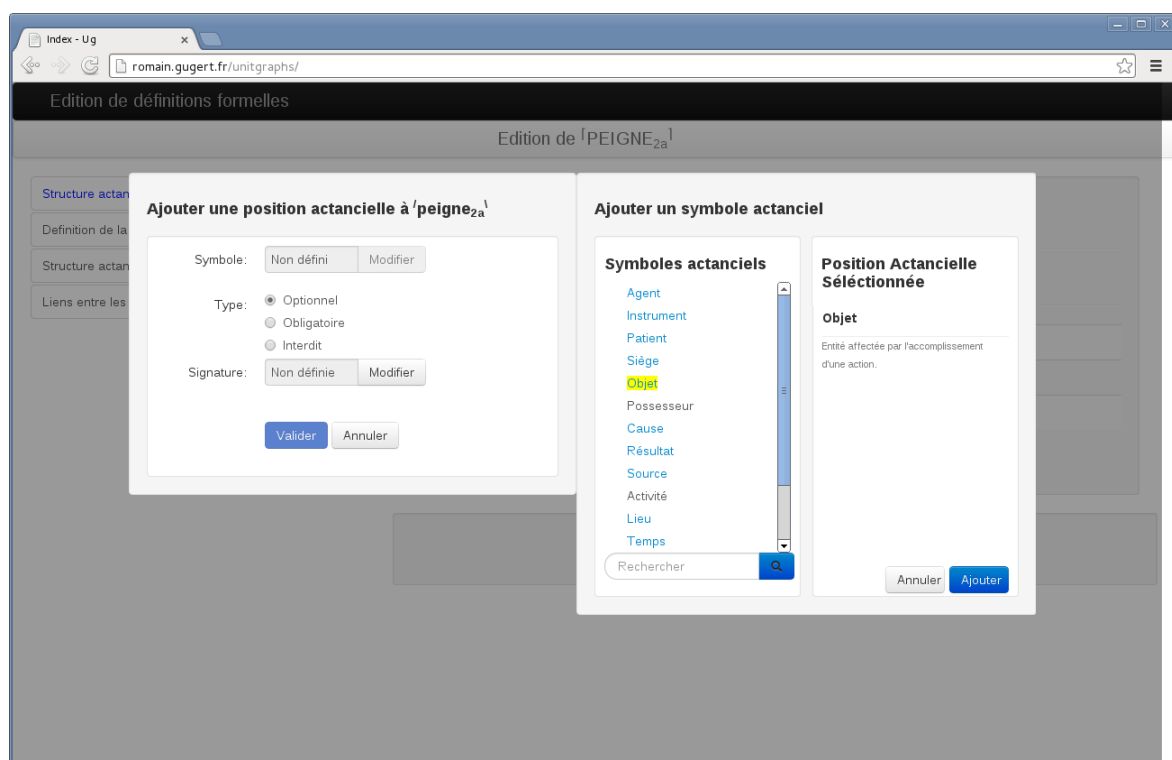 Index - Ug
romain.gugert.fr/unitgraphs/
Edition de définitions formelles
Edition de ⌈PEIGNE2a⌉
Structure actan
Definition de la
Structure actan
Liens entre les
Ajouter une position actancielle à /peigne2a\
Symbole: Non défini Modifier
Type: Optionnel
Obligatoire
Interdit
Signature: Non définie Modifier
Valider Annuler
Ajouter un symbole actanciel
Symboles actanciels
Agent
Instrument
Patient
Siège
Objet
Possesseur
Cause
Résultat
Source
Activité
Lieu
Temps
Rechercher
Position Actancielle
Séléctionnée
Objet
Entité affectée par l'accomplissement
d'une action.
Annuler Ajouter